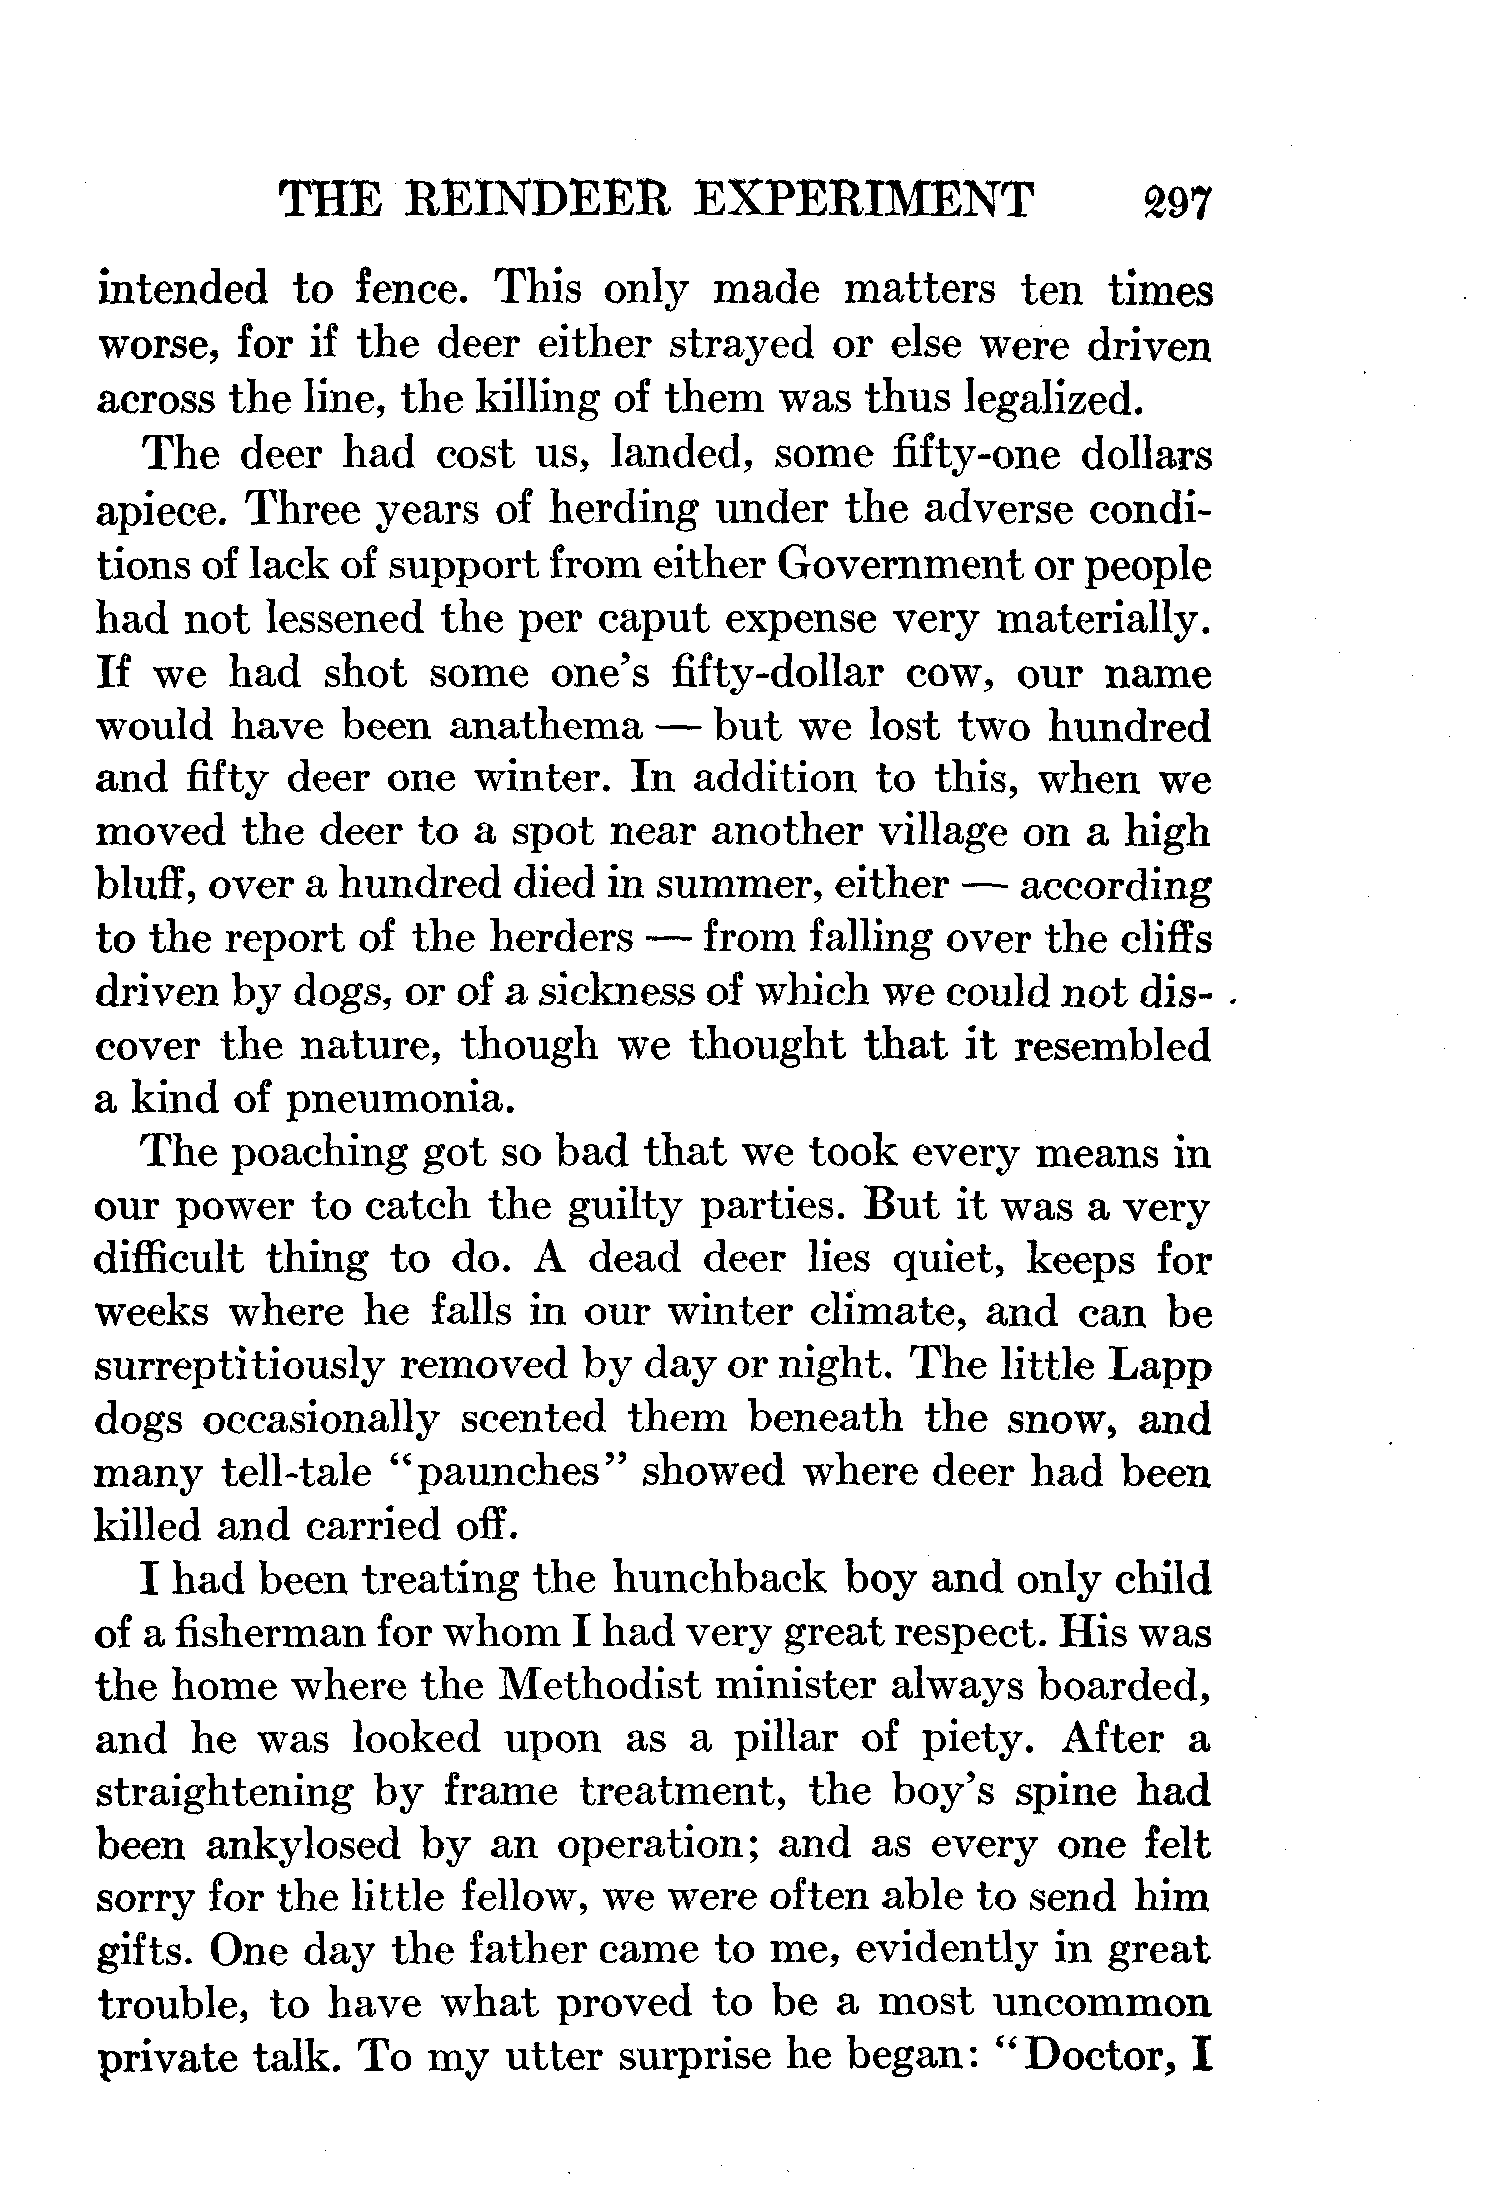 THE REINDEER EXPERIMENT 297
intended to fence. This only made matters ten times
worse, for if the deer either strayed or else were driven
across the line, the killing of them was thus legalized.
The deer had cost us, landed, some fifty-one dollars
apiece. Three years of herding under the adverse condi-
tions of lack of support from either Government or people
had not lessened the per caput expense very materially.
If we had shot some one's fifty-dollar cow, our name
would have been anathema — but we lost two hundred
and fifty deer one winter. In addition to this, when we
moved the deer to a spot near another village on a high
bluff, over a hundred died in summer, either — according
to the report of the herders — from falling over the cliffs
driven by dogs, or of a sickness of which we could not dis-
cover the nature, though we thought that it resembled
a kind of pneumonia.
The poaching got so bad that we took every means in
our power to catch the guilty parties. But it was a very
difficult thing to do. A dead deer lies quiet, keeps for
weeks where he falls in our winter climate, and can be
surreptitiously removed by day or night. The little Lapp
dogs occasionally scented them beneath the snow, and
many tell-tale "paunches" showed where deer had been
killed and carried off.
I had been treating the hunchback boy and only child
of a fisherman for whom I had very great respect. His was
the home where the Methodist minister always boarded,
and he was looked upon as a pillar of piety. After a
straightening by frame treatment, the boy's spine had
been ankylosed by an operation; and as every one felt
sorry for the little fellow, we were often able to send him
gifts. One day the father came to me, evidently in great
trouble, to have what proved to be a most uncommon
private talk. To my utter surprise he began: "Doctor, I